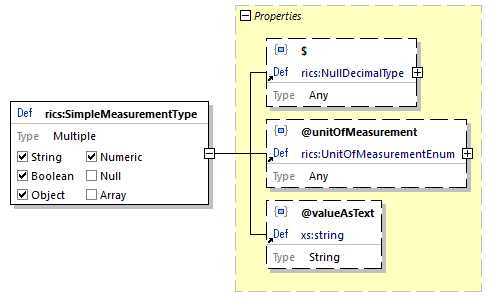 Properties
$
Def rics:NullDecimalType
Type Any
Def rics:SimpleMeasurementType
Type Multiple
String Numeric
Boolean Null
Object Array
@unitOfMeasurement
Def rics:UnitOfMeasurementEnum
Type Any
@valueAsText
Def xs:string
Type String